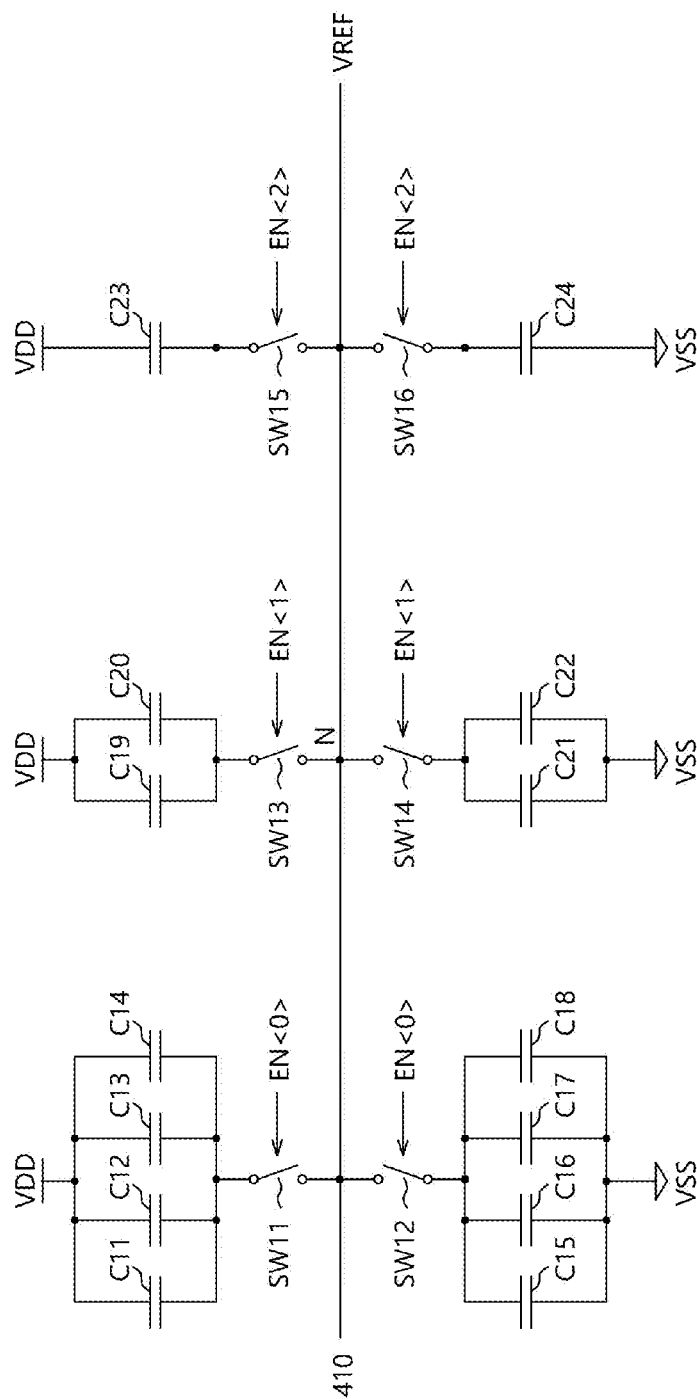 VDD
VDD
VDD
C11
C12
C13
C14
C19
C20
C23
SW11
EN<0>
SW13
EN<1>
SW15
EN<2>
N
410
VREF
SW12
EN<0>
SW14
EN<1>
SW16
EN<2>
C15
C16
C17
C18
C21
C22
C24
VSS
VSS
VSS